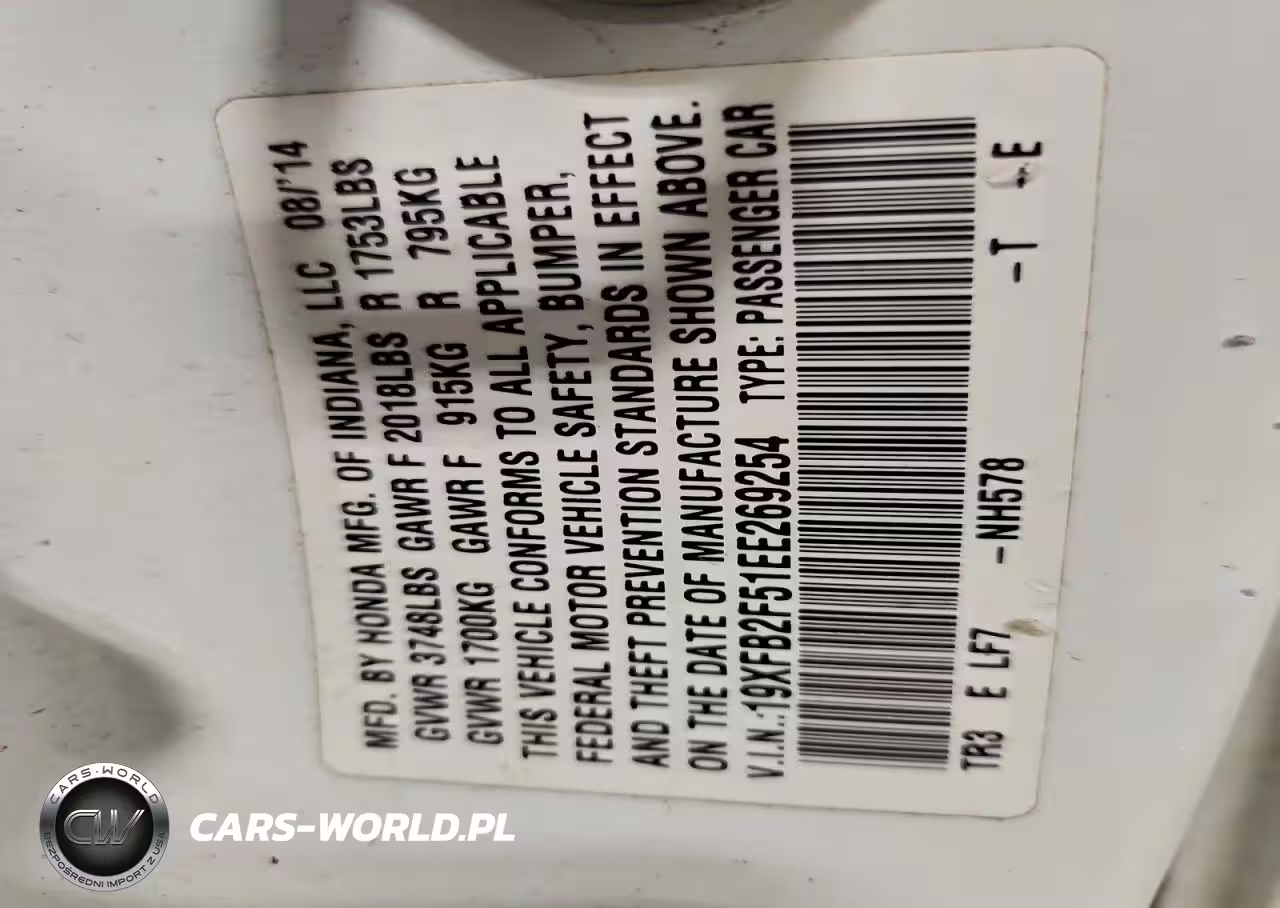 MFD. BY HONDA MFG. OF INDIANA, LLC 08/'14
GVWR 3748LBS GAWR F 2018LBS R 1753LBS
GVWR 1700KG GAWR F 915KG R 795KG
THIS VEHICLE CONFORMS TO ALL APPLICABLE
FEDERAL MOTOR VEHICLE SAFETY, BUMPER,
AND THEFT PREVENTION STANDARDS IN EFFECT
ON THE DATE OF MANUFACTURE SHOWN ABOVE.
V.I.N.:19XFB2F51EE269254 TYPE: PASSENGER CAR
TR3 E LF7 -NH578 -T E
CARS-WORLD
CW
BEZPOŚREDNI IMPORT Z USA
CARS-WORLD.PL